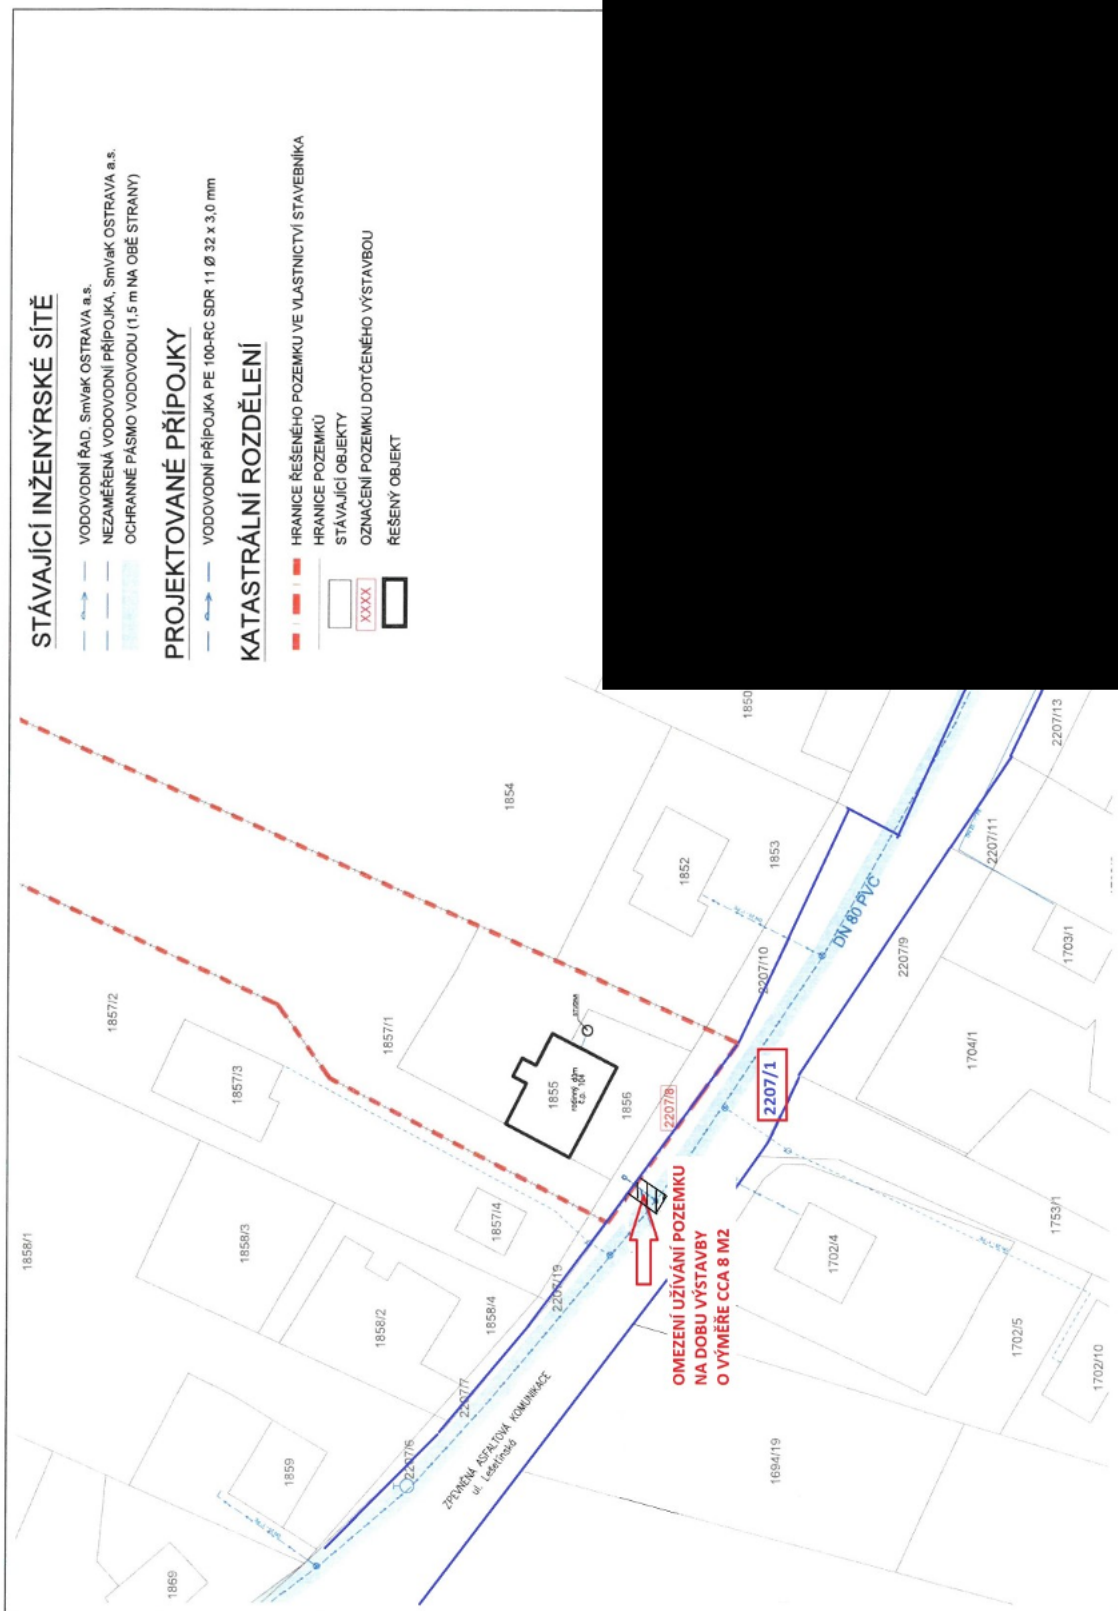 STÁVAJÍCÍ INŽENÝRSKÉ SÍTĚ
VODOVODNÍ ŘAD, SmVaK OSTRAVA a.s.
NEZAMĚŘENÁ VODOVODNÍ PŘÍPOJKA, SmVaK OSTRAVA a.s.
OCHRANNÉ PÁSMO VODOVODU (1,5 m NA OBĚ STRANY)
PROJEKTOVANÉ PŘÍPOJKY
VODOVODNÍ PŘÍPOJKA PE 100-RC SDR 11 Ø 32 x 3,0 mm
KATASTRÁLNÍ ROZDĚLENÍ
HRANICE ŘEŠENÉHO POZEMKU VE VLASTNICTVÍ STAVEBNÍKA
HRANICE POZEMKŮ
STÁVAJÍCÍ OBJEKTY
XXXX
OZNAČENÍ POZEMKU DOTČENÉHO VÝSTAVBOU
ŘEŠENÝ OBJEKT
1858/1
1857/2
1857/3
1858/3
1857/1
1854
1857/4
1858/2
1858/4
1859
1869
1855
rodinný dům
č.p. 104
1856
1852
1853
1850
2207/6
2207/7
2207/19
2207/8
2207/10
2207/1
2207/9
2207/11
2207/13
DN 80 PVC
ZPEVNĚNÁ ASFALTOVÁ KOMUNIKACE
ul. Lešetínská
OMEZENÍ UŽÍVÁNÍ POZEMKU
NA DOBU VÝSTAVBY
O VÝMĚŘE CCA 8 M2
1694/19
1702/4
1702/5
1702/10
1753/1
1704/1
1703/1